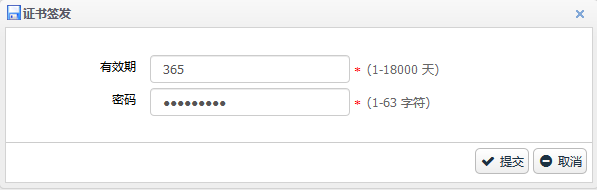 证书签发
有效期 365 * (1-18000 天)
密码 ●●●●●●●●● * (1-63 字符)
提交 取消